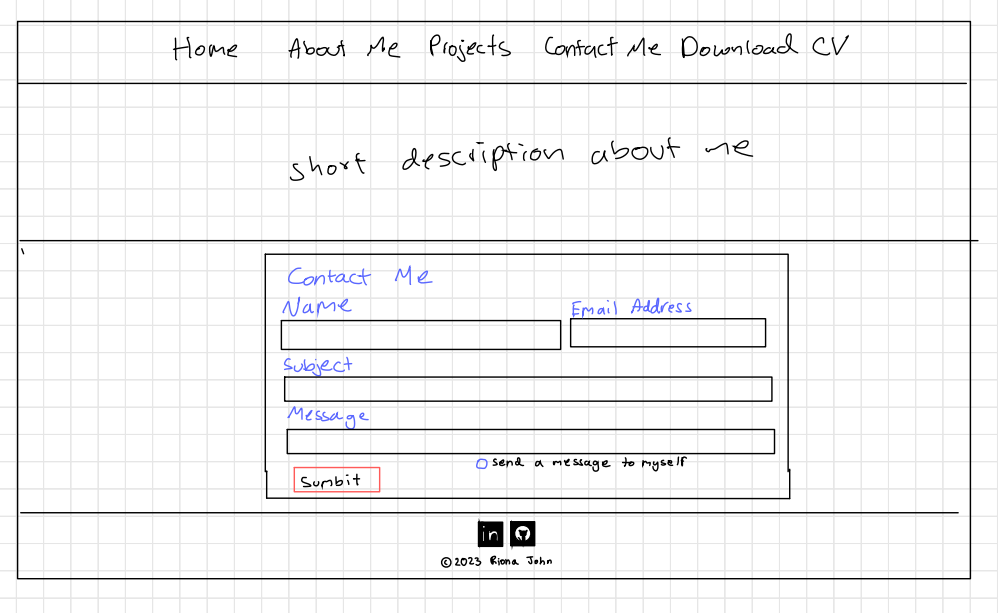 Home About Me Projects Contact Me Download CV
short description about me
Contact Me
Name Email Address
Subject
Message
send a message to myself
Sumbit
in
©2023 Riona John